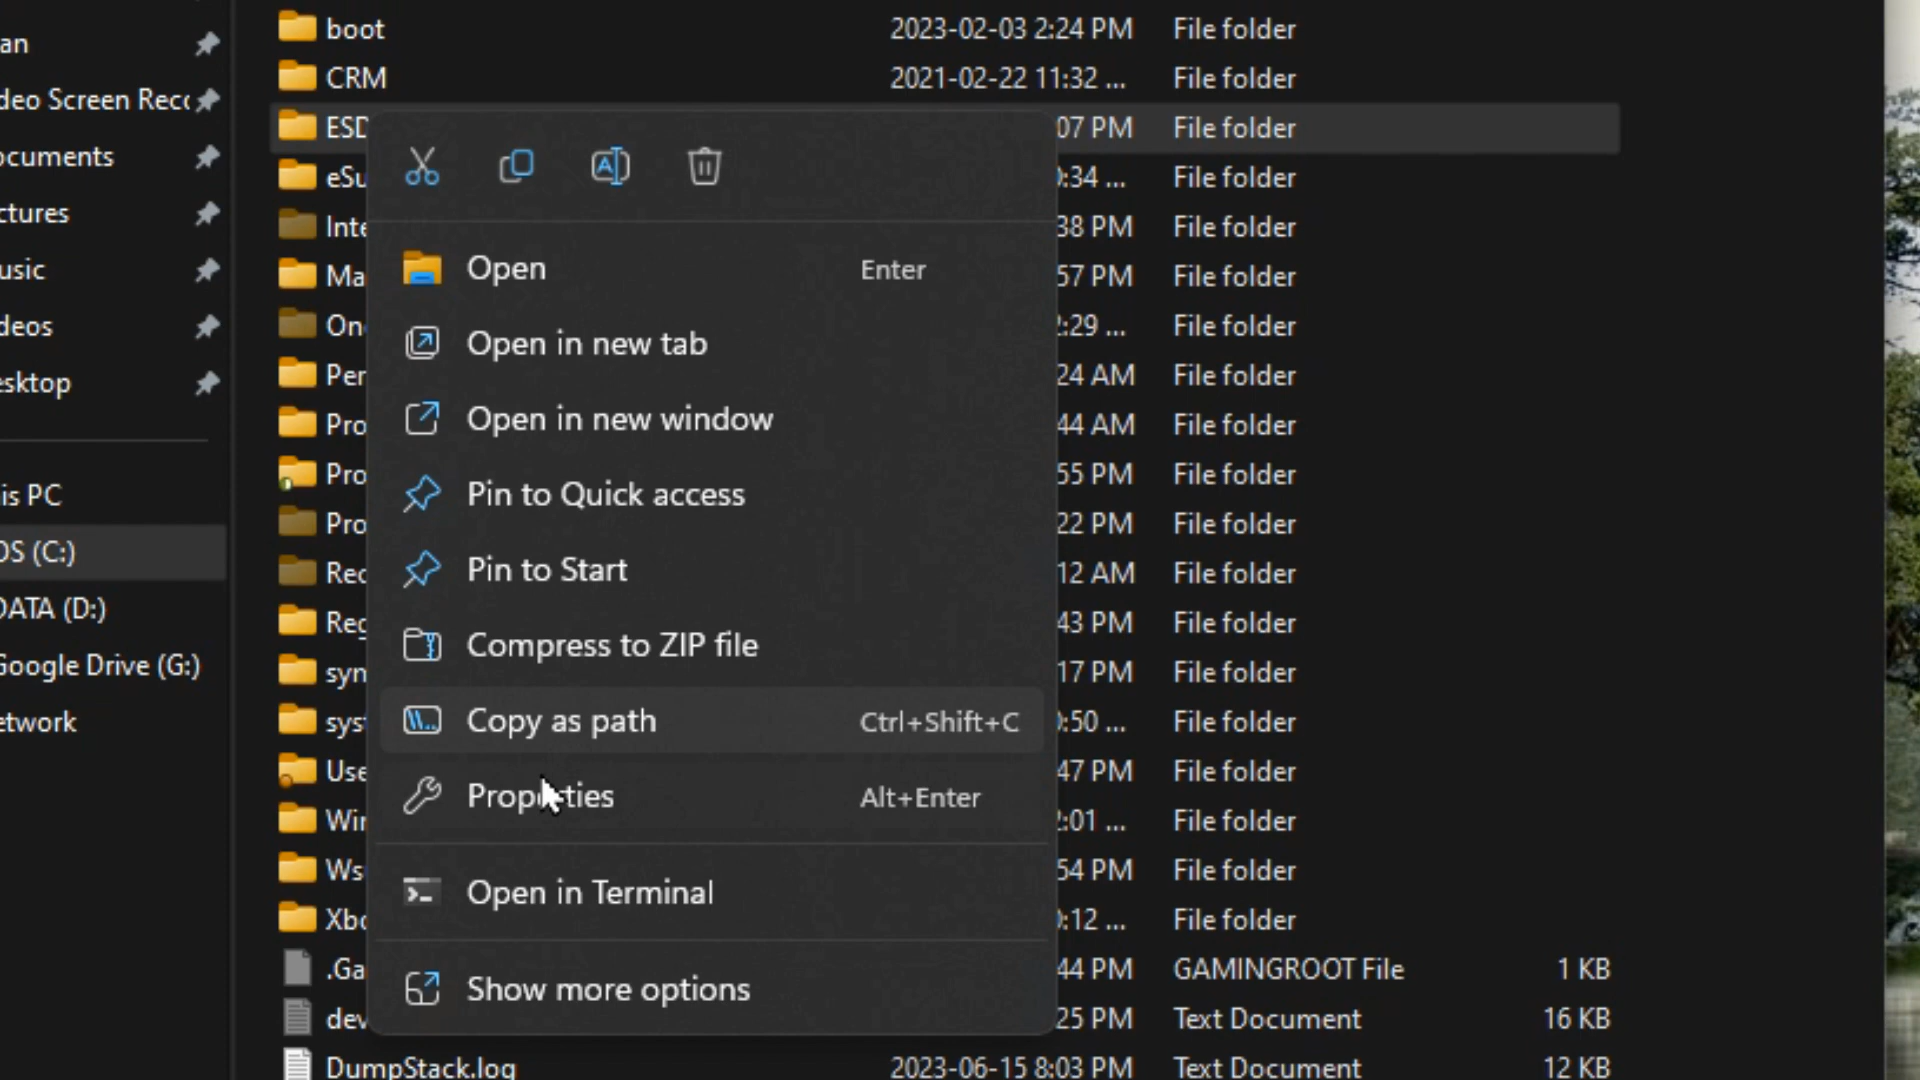 an
deo Screen Rec
ocuments
ctures
usic
deos
esktop
is PC
OS (C:)
DATA (D:)
Google Drive (G:)
etwork
boot 2023-02-03 2:24 PM File folder
CRM 2021-02-22 11:32 ... File folder
ESD 07 PM File folder
eSu :34 ... File folder
Inte 38 PM File folder
Ma 57 PM File folder
On 2:29 ... File folder
Per 24 AM File folder
Pro 44 AM File folder
Pro 55 PM File folder
Pro 22 PM File folder
Rec 12 AM File folder
Reg 43 PM File folder
sym 17 PM File folder
sys :50 ... File folder
Use 47 PM File folder
Win 2:01 ... File folder
Ws 54 PM File folder
Xbo :12 ... File folder
.Ga 44 PM GAMINGROOT File 1 KB
dev 25 PM Text Document 16 KB
DumpStack.log 2023-06-15 8:03 PM Text Document 12 KB
Open Enter
Open in new tab
Open in new window
Pin to Quick access
Pin to Start
Compress to ZIP file
Copy as path Ctrl+Shift+C
Properties Alt+Enter
Open in Terminal
Show more options